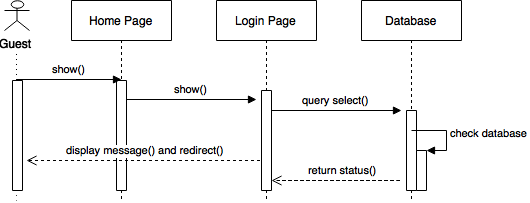 Home Page
Login Page
Database
Guest
show()
show()
query select()
check database
display message() and redirect()
return status()